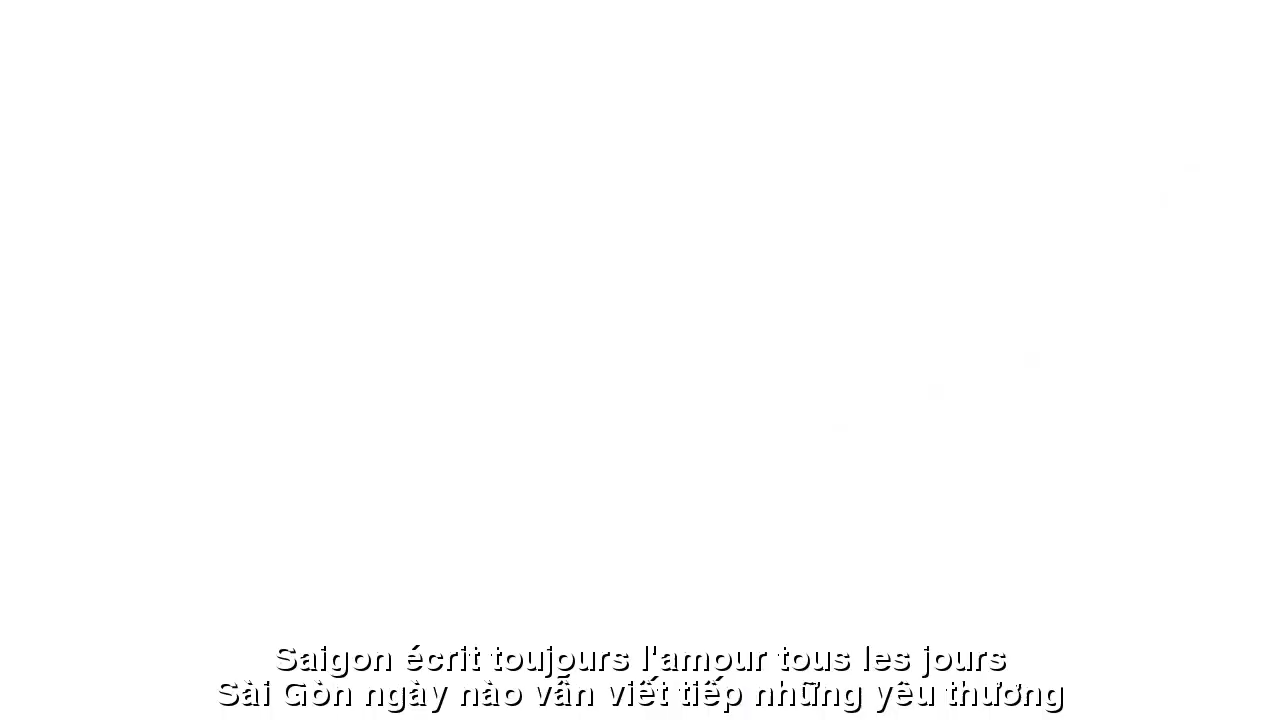 Saigon écrit toujours l'amour tous les jours
Sài Gòn ngày nào vẫn viết tiếp những yêu thương